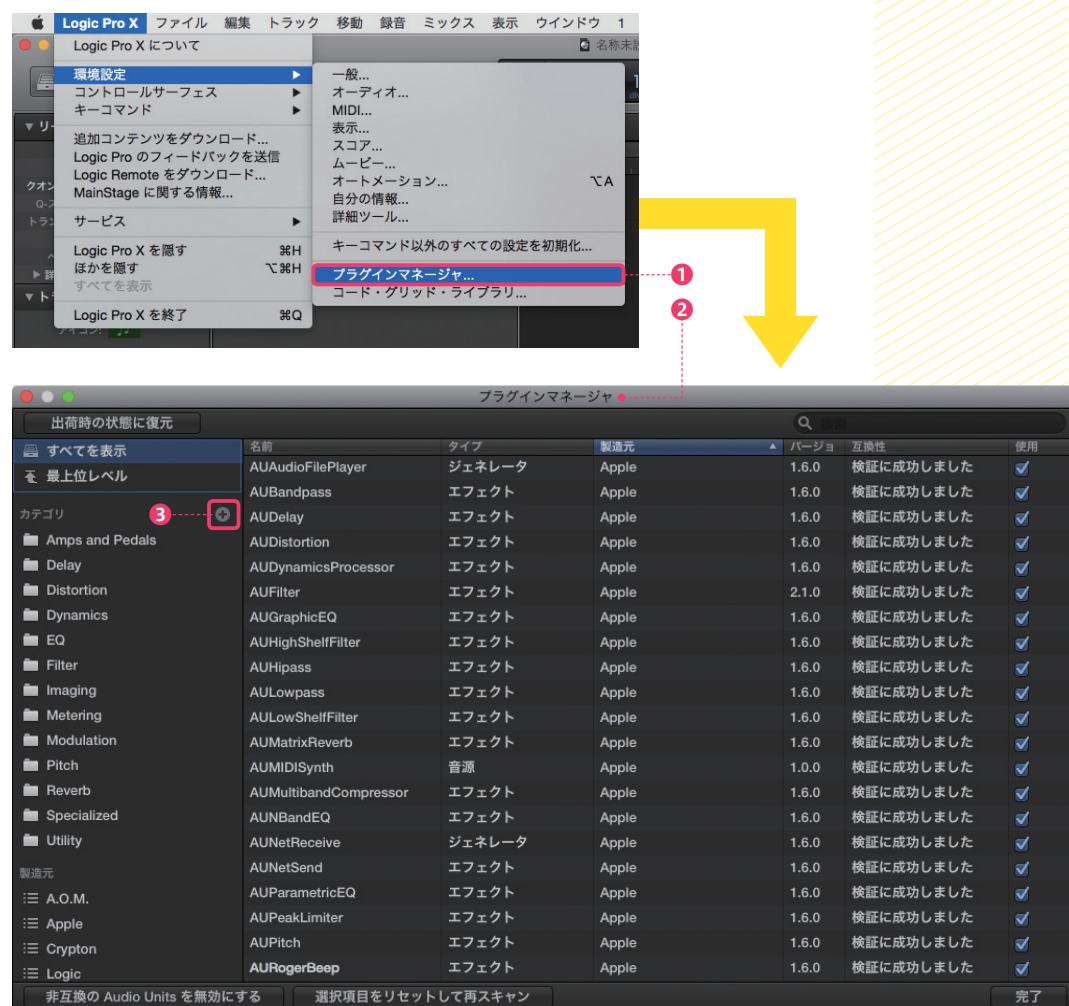 Logic Pro X ファイル 編集 トラック 移動 録音 ミックス 表示 ウインドウ 1
Logic Pro X について
名称未設
環境設定
コントロールサーフェス
キーコマンド
追加コンテンツをダウンロード...
Logic Pro のフィードバックを送信
Logic Remote をダウンロード...
MainStage に関する情報...
サービス
Logic Pro X を隠す ⌘H
ほかを隠す ⌥⌘H
すべてを表示
Logic Pro X を終了 ⌘Q
アイコン:
一般...
オーディオ...
MIDI...
表示...
スコア...
ムービー...
オートメーション... ⌥A
自分の情報...
詳細ツール...
キーコマンド以外のすべての設定を初期化...
プラグインマネージャ...
コード・グリッド・ライブラリ...
▼ リー
クオン
Q-ス
トラン
▶ 詳
▼ ト
1
2
プラグインマネージャ
出荷時の状態に復元
すべてを表示
最上位レベル
カテゴリ
3
Amps and Pedals
Delay
Distortion
Dynamics
EQ
Filter
Imaging
Metering
Modulation
Pitch
Reverb
Specialized
Utility
製造元
A.O.M.
Apple
Crypton
Logic
名前 タイプ 製造元 バージョ 互換性 使用
AUAudioFilePlayer ジェネレータ Apple 1.6.0 検証に成功しました
AUBandpass エフェクト Apple 1.6.0 検証に成功しました
AUDelay エフェクト Apple 1.6.0 検証に成功しました
AUDistortion エフェクト Apple 1.6.0 検証に成功しました
AUDynamicsProcessor エフェクト Apple 1.6.0 検証に成功しました
AUFilter エフェクト Apple 2.1.0 検証に成功しました
AUGraphicEQ エフェクト Apple 1.6.0 検証に成功しました
AUHighShelfFilter エフェクト Apple 1.6.0 検証に成功しました
AUHipass エフェクト Apple 1.6.0 検証に成功しました
AULowpass エフェクト Apple 1.6.0 検証に成功しました
AULowShelfFilter エフェクト Apple 1.6.0 検証に成功しました
AUMatrixReverb エフェクト Apple 1.6.0 検証に成功しました
AUMIDISynth 音源 Apple 1.0.0 検証に成功しました
AUMultibandCompressor エフェクト Apple 1.6.0 検証に成功しました
AUNBandEQ エフェクト Apple 1.6.0 検証に成功しました
AUNetReceive ジェネレータ Apple 1.6.0 検証に成功しました
AUNetSend エフェクト Apple 1.6.0 検証に成功しました
AUParametricEQ エフェクト Apple 1.6.0 検証に成功しました
AUPeakLimiter エフェクト Apple 1.6.0 検証に成功しました
AUPitch エフェクト Apple 1.6.0 検証に成功しました
AURogerBeep エフェクト Apple 1.6.0 検証に成功しました
非互換の Audio Units を無効にする 選択項目をリセットして再スキャン 完了